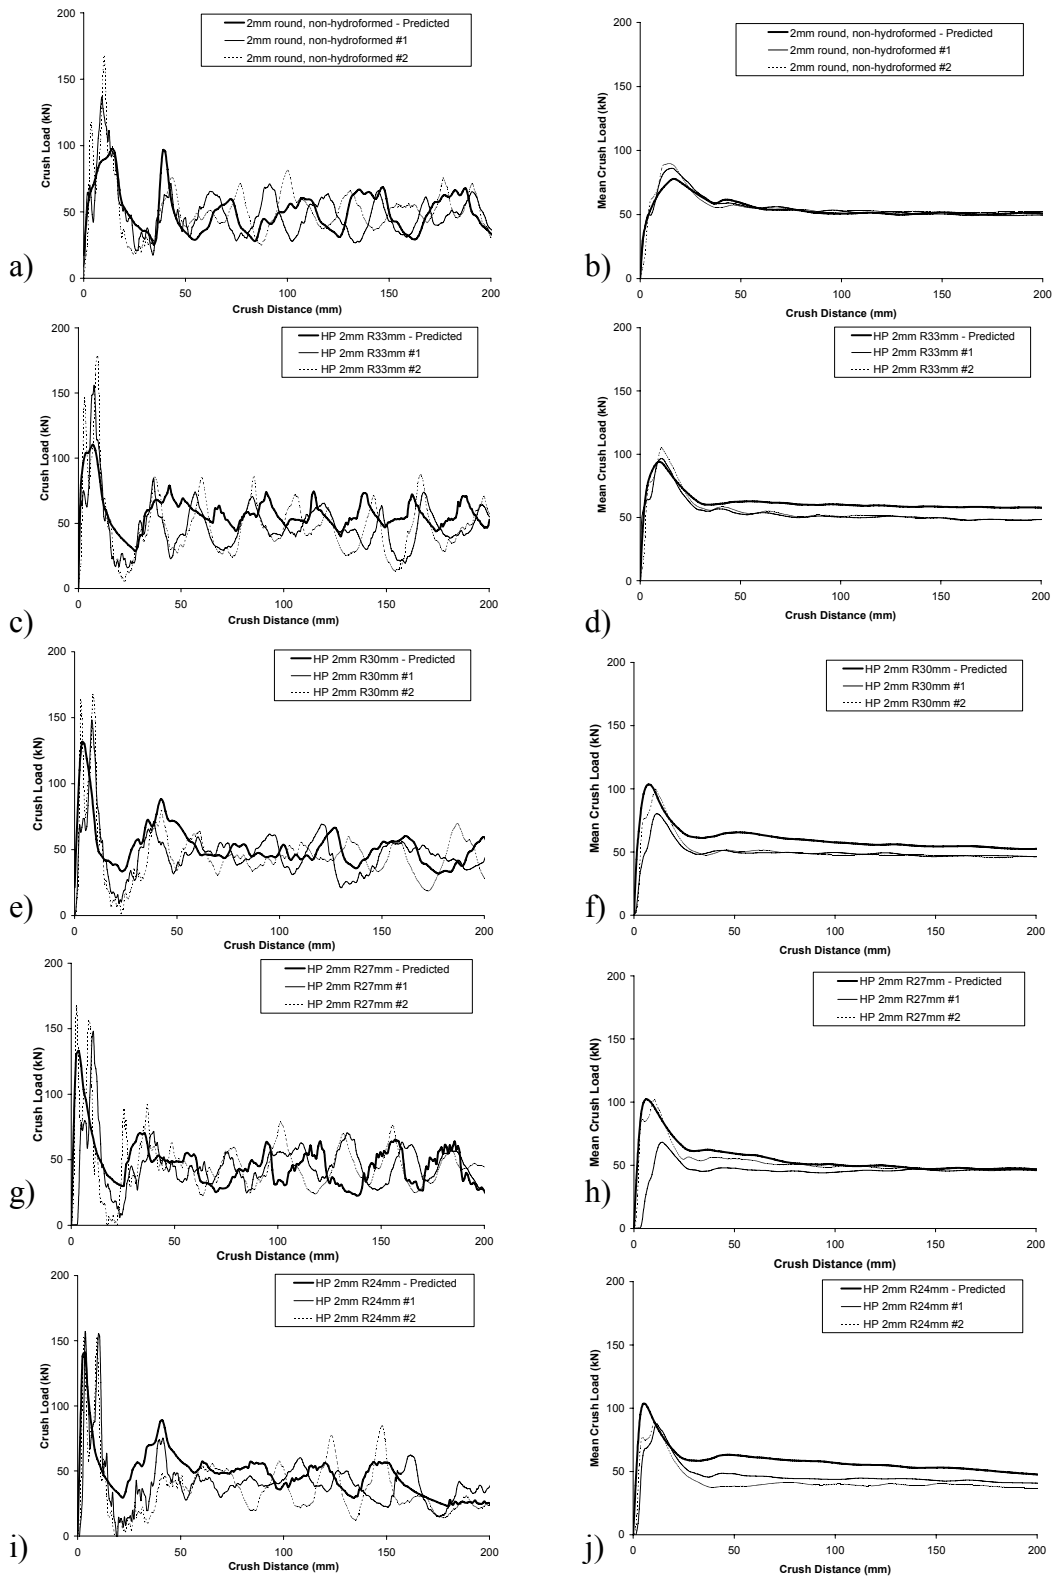 2mm round, non-hydroformed - Predicted
2mm round, non-hydroformed #1
2mm round, non-hydroformed #2
Crush Load (kN)
200
150
100
50
0
0 50 100 150 200
Crush Distance (mm)
a)
2mm round, non-hydroformed - Predicted
2mm round, non-hydroformed #1
2mm round, non-hydroformed #2
Mean Crush Load (kN)
200
150
100
50
0
0 50 100 150 200
Crush Distance (mm)
b)
HP 2mm R33mm - Predicted
HP 2mm R33mm #1
HP 2mm R33mm #2
Crush Load (kN)
200
150
100
50
0
0 50 100 150 200
Crush Distance (mm)
c)
HP 2mm R33mm - Predicted
HP 2mm R33mm #1
HP 2mm R33mm #2
Mean Crush Load (kN)
200
150
100
50
0
0 50 100 150 200
Crush Distance (mm)
d)
HP 2mm R30mm - Predicted
HP 2mm R30mm #1
HP 2mm R30mm #2
Crush Load (kN)
200
150
100
50
0
0 50 100 150 200
Crush Distance (mm)
e)
HP 2mm R30mm - Predicted
HP 2mm R30mm #1
HP 2mm R30mm #2
Mean Crush Load (kN)
200
150
100
50
0
0 50 100 150 200
Crush Distance (mm)
f)
HP 2mm R27mm - Predicted
HP 2mm R27mm #1
HP 2mm R27mm #2
Crush Load (kN)
200
150
100
50
0
0 50 100 150 200
Crush Distance (mm)
g)
HP 2mm R27mm - Predicted
HP 2mm R27mm #1
HP 2mm R27mm #2
Mean Crush Load (kN)
200
150
100
50
0
0 50 100 150 200
Crush Distance (mm)
h)
HP 2mm R24mm - Predicted
HP 2mm R24mm #1
HP 2mm R24mm #2
Crush Load (kN)
200
150
100
50
0
0 50 100 150 200
Crush Distance (mm)
i)
HP 2mm R24mm - Predicted
HP 2mm R24mm #1
HP 2mm R24mm #2
Mean Crush Load (kN)
200
150
100
50
0
0 50 100 150 200
Crush Distance (mm)
j)